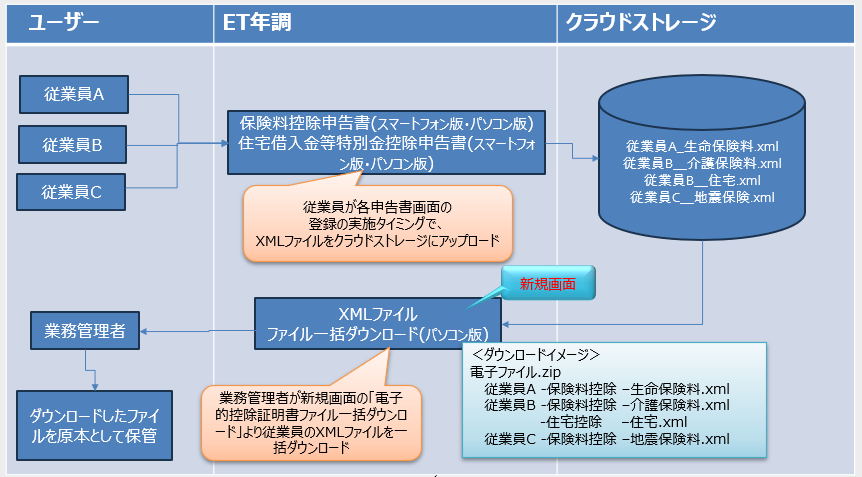 ユーザー
ET年調
クラウドストレージ
従業員A
従業員B
従業員C
保険料控除申告書(スマートフォン版・パソコン版)
住宅借入金等特別金控除申告書(スマートフォ
ン版・パソコン版)
従業員A_生命保険料.xml
従業員B__介護保険料.xml
従業員B__住宅.xml
従業員C__地震保険.xml
従業員が各申告書画面の
登録の実施タイミングで、
XMLファイルをクラウドストレージにアップロード
新規画面
XMLファイル
ファイル一括ダウンロード(パソコン版)
業務管理者
ダウンロードしたファイ
ルを原本として保管
業務管理者が新規画面の「電子
的控除証明書ファイル一括ダウンロ
ード」より従業員のXMLファイルを一
括ダウンロード
＜ダウンロードイメージ＞
電子ファイル.zip
従業員A -保険料控除 –生命保険料.xml
従業員B -保険料控除 –介護保険料.xml
-住宅控除 –住宅.xml
従業員C -保険料控除 –地震保険料.xml